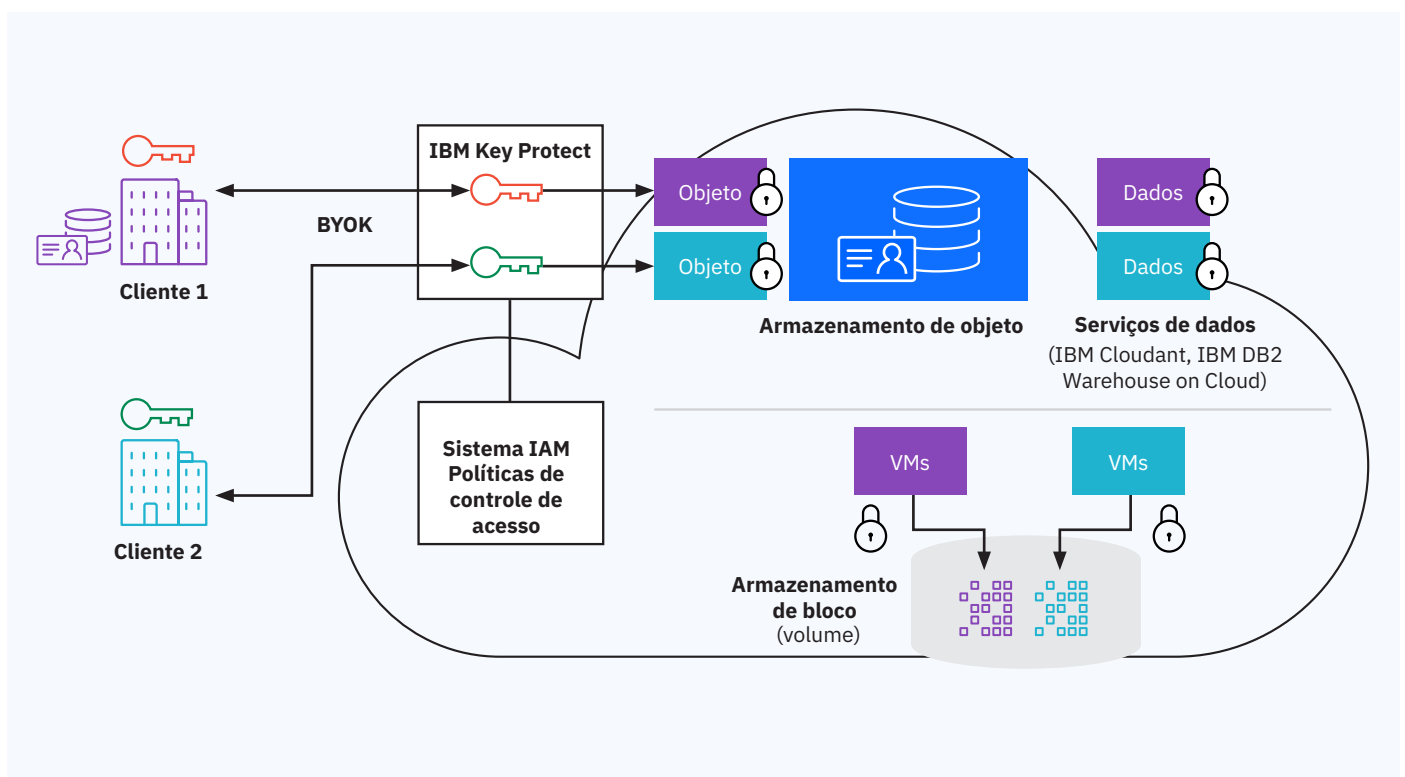 IBM Key Protect
BYOK
Cliente 1
Cliente 2
Sistema IAM
Políticas de
controle de
acesso
Objeto
Objeto
Armazenamento de objeto
Dados
Dados
Serviços de dados
(IBM Cloudant, IBM DB2
Warehouse on Cloud)
VMs
VMs
Armazenamento
de bloco
(volume)